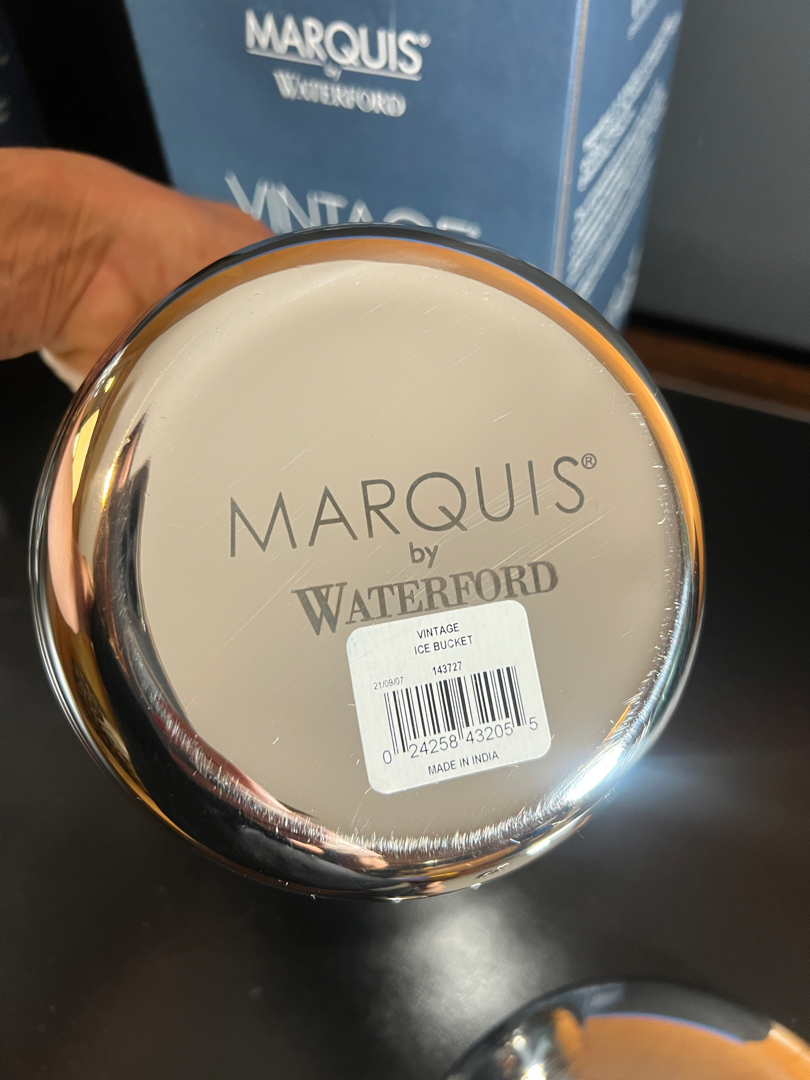 MARQUIS®
by
WATERFORD
VINTAGE
MARQUIS®
by
WATERFORD
VINTAGE
ICE BUCKET
143727
21/09/07
0 24258 43205 5
MADE IN INDIA